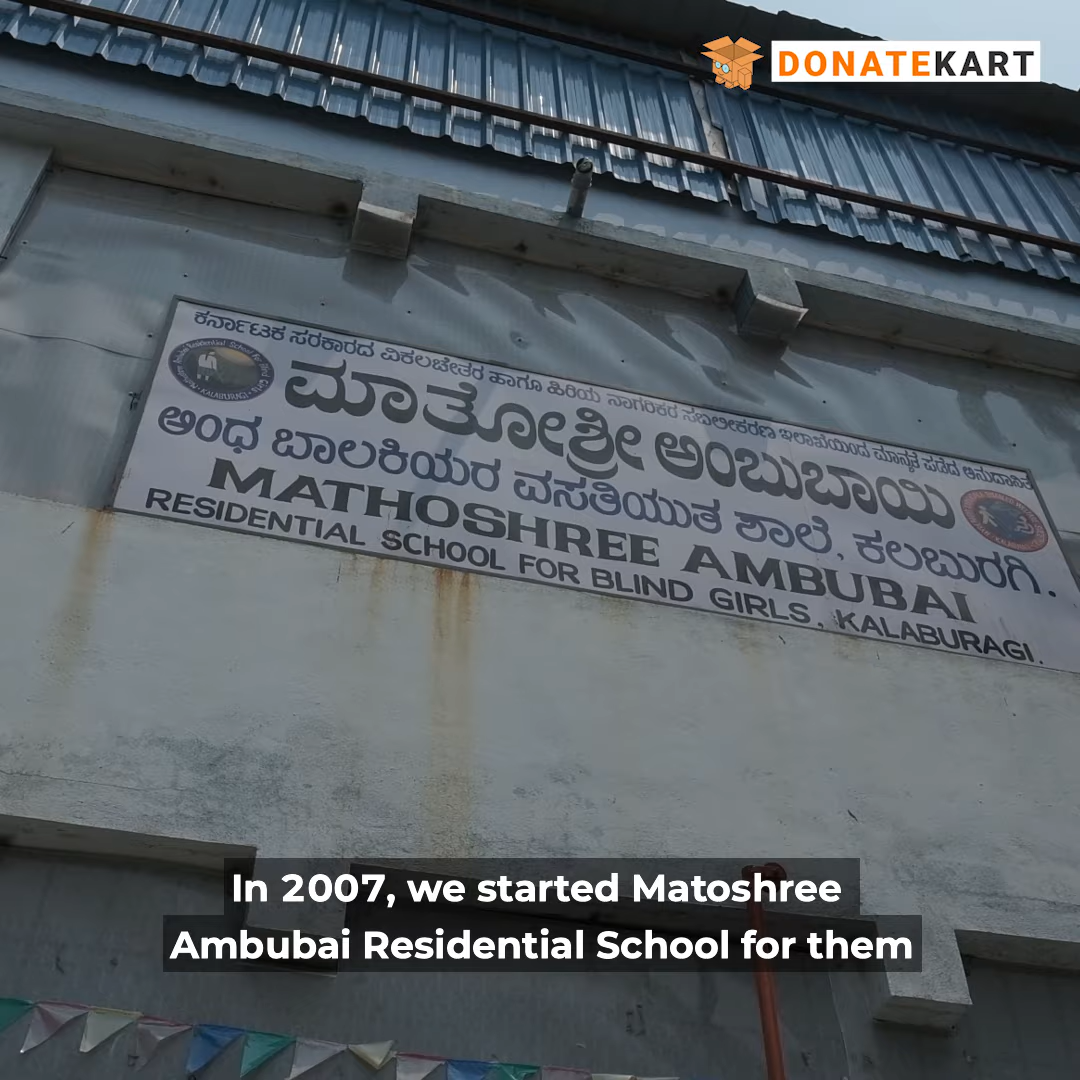 DONATEKART
ಕರ್ನಾಟಕ ಸರಕಾರದ ವಿಕಲಚೇತರ ಹಾಗೂ ಹಿರಿಯ ನಾಗರಿಕರ ಸಬಲೀಕರಣ ಇಲಾಖೆಯಿಂದ ಮಾನ್ಯತೆ ಪಡೆದ ಅನುದಾನಿತ
ಮಾತೋಶ್ರೀ ಅಂಬುಬಾಯಿ
ಅಂಧ ಬಾಲಕಿಯರ ವಸತಿಯುತ ಶಾಲೆ, ಕಲಬುರಗಿ.
MATHOSHREE AMBUBAI
RESIDENTIAL SCHOOL FOR BLIND GIRLS, KALABURAGI.
In 2007, we started Matoshree
Ambubai Residential School for them